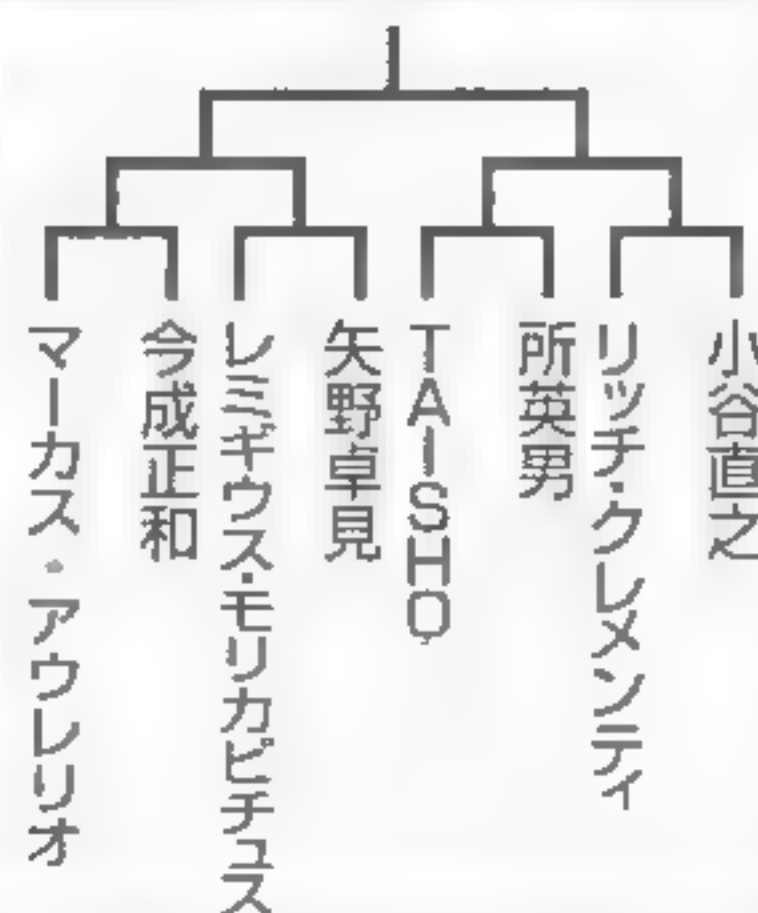 マーカス・アウレリオ
今成正和
レミギウス・モリカビチュス
矢野卓見
TAISHO
所英男
リッチ・クレメンティ
小谷直之